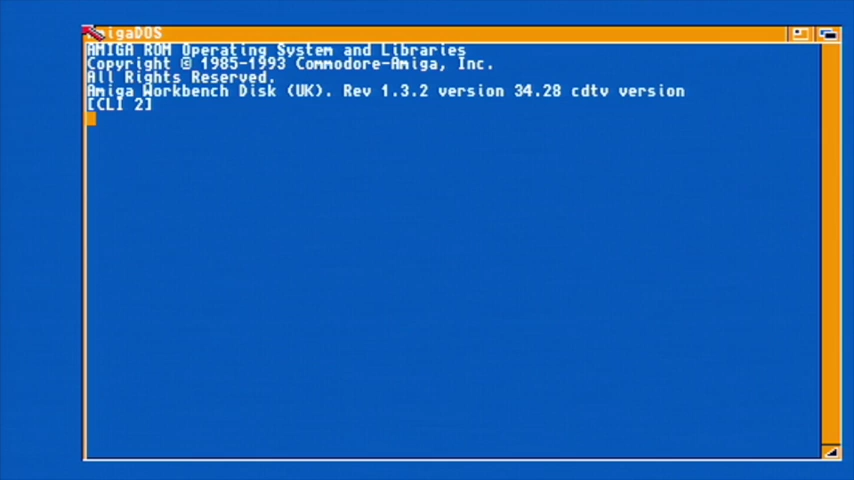 AmigaDOS
AMIGA ROM Operating System and Libraries
Copyright © 1985-1993 Commodore-Amiga, Inc.
All Rights Reserved.
Amiga Workbench Disk (UK). Rev 1.3.2 version 34.28 cdtv version
[CLI 2]